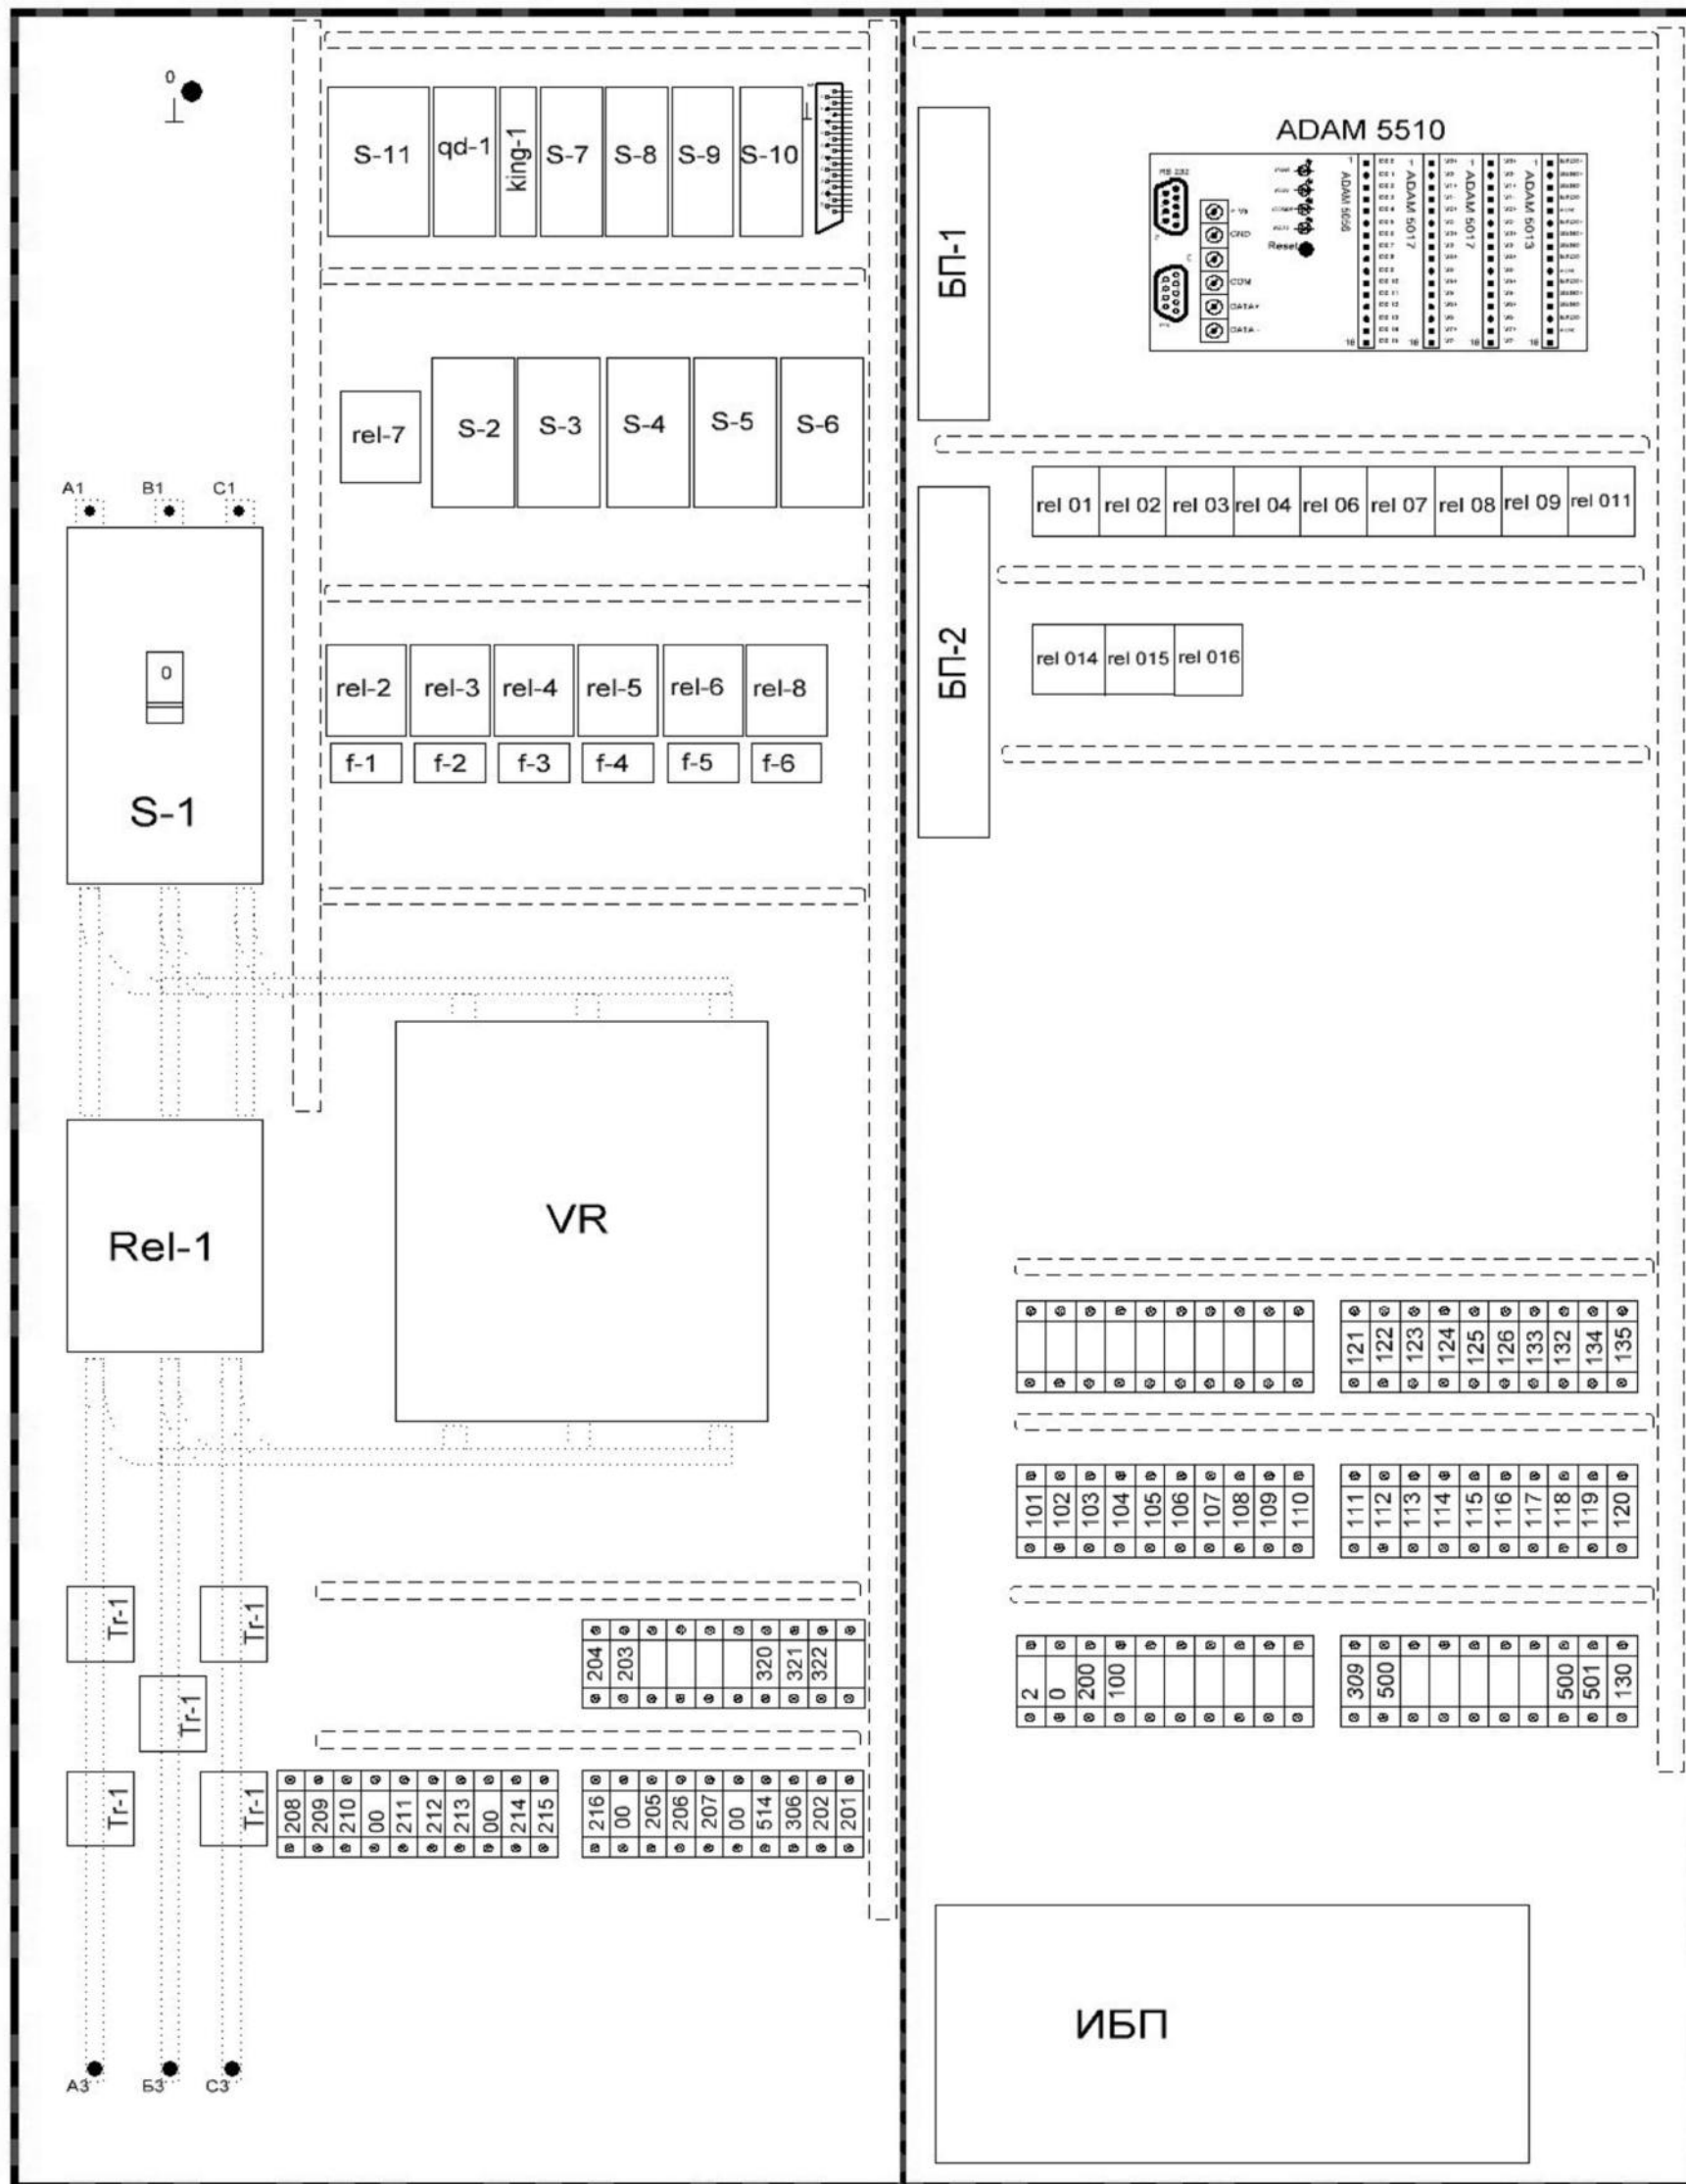 0
S-11 qd-1 king-1 S-7 S-8 S-9 S-10
rel-7 S-2 S-3 S-4 S-5 S-6
A1 B1 C1
0
S-1
rel-2 rel-3 rel-4 rel-5 rel-6 rel-8
f-1 f-2 f-3 f-4 f-5 f-6
Rel-1
VR
Tr-1 Tr-1
Tr-1
Tr-1 Tr-1
204 203 320 321 322
208 209 210 00 211 212 213 00 214 215
216 00 205 206 207 00 514 306 202 201
A3 Б3 C3
БП-1
ADAM 5510
RS 232
GND
COM
DATA+
DATA -
Reset
ADAM 5017
ADAM 5017
ADAM 5013
rel 01 rel 02 rel 03 rel 04 rel 06 rel 07 rel 08 rel 09 rel 011
БП-2
rel 014 rel 015 rel 016
121 122 123 124 125 126 133 132 134 135
101 102 103 104 105 106 107 108 109 110
111 112 113 114 115 116 117 118 119 120
2 0 200 100
309 500 500 501 130
ИБП